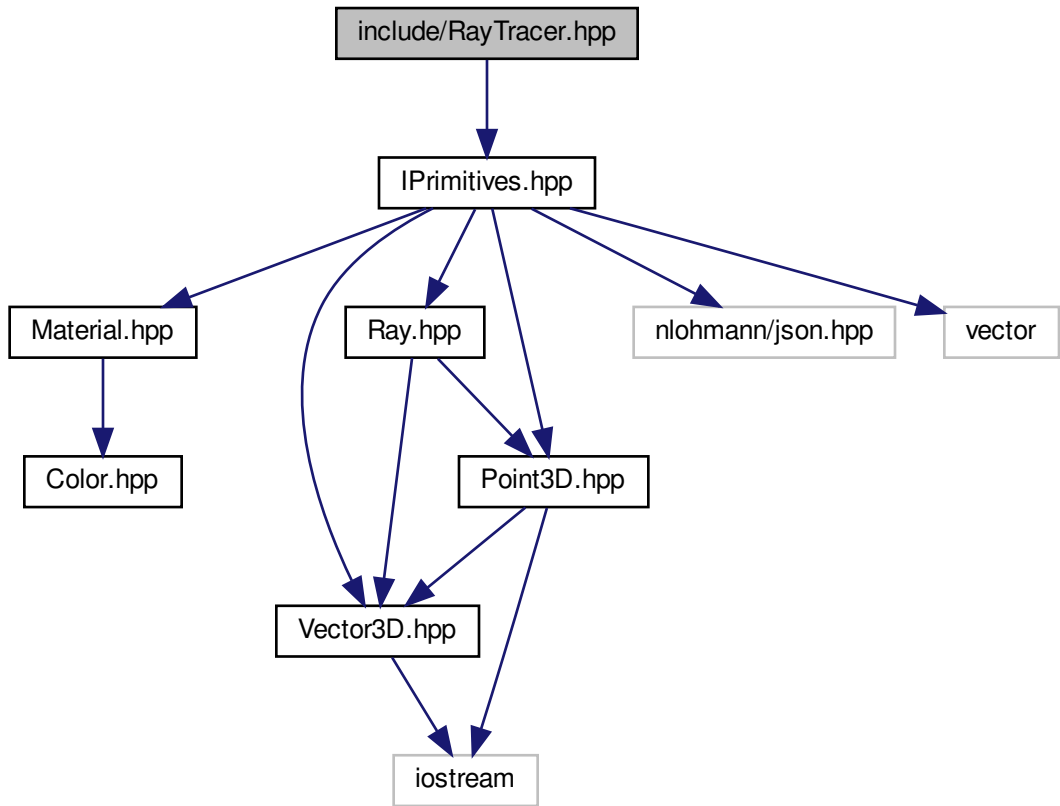 include/RayTracer.hpp
IPrimitives.hpp
Material.hpp
Ray.hpp
nlohmann/json.hpp
vector
Color.hpp
Point3D.hpp
Vector3D.hpp
iostream